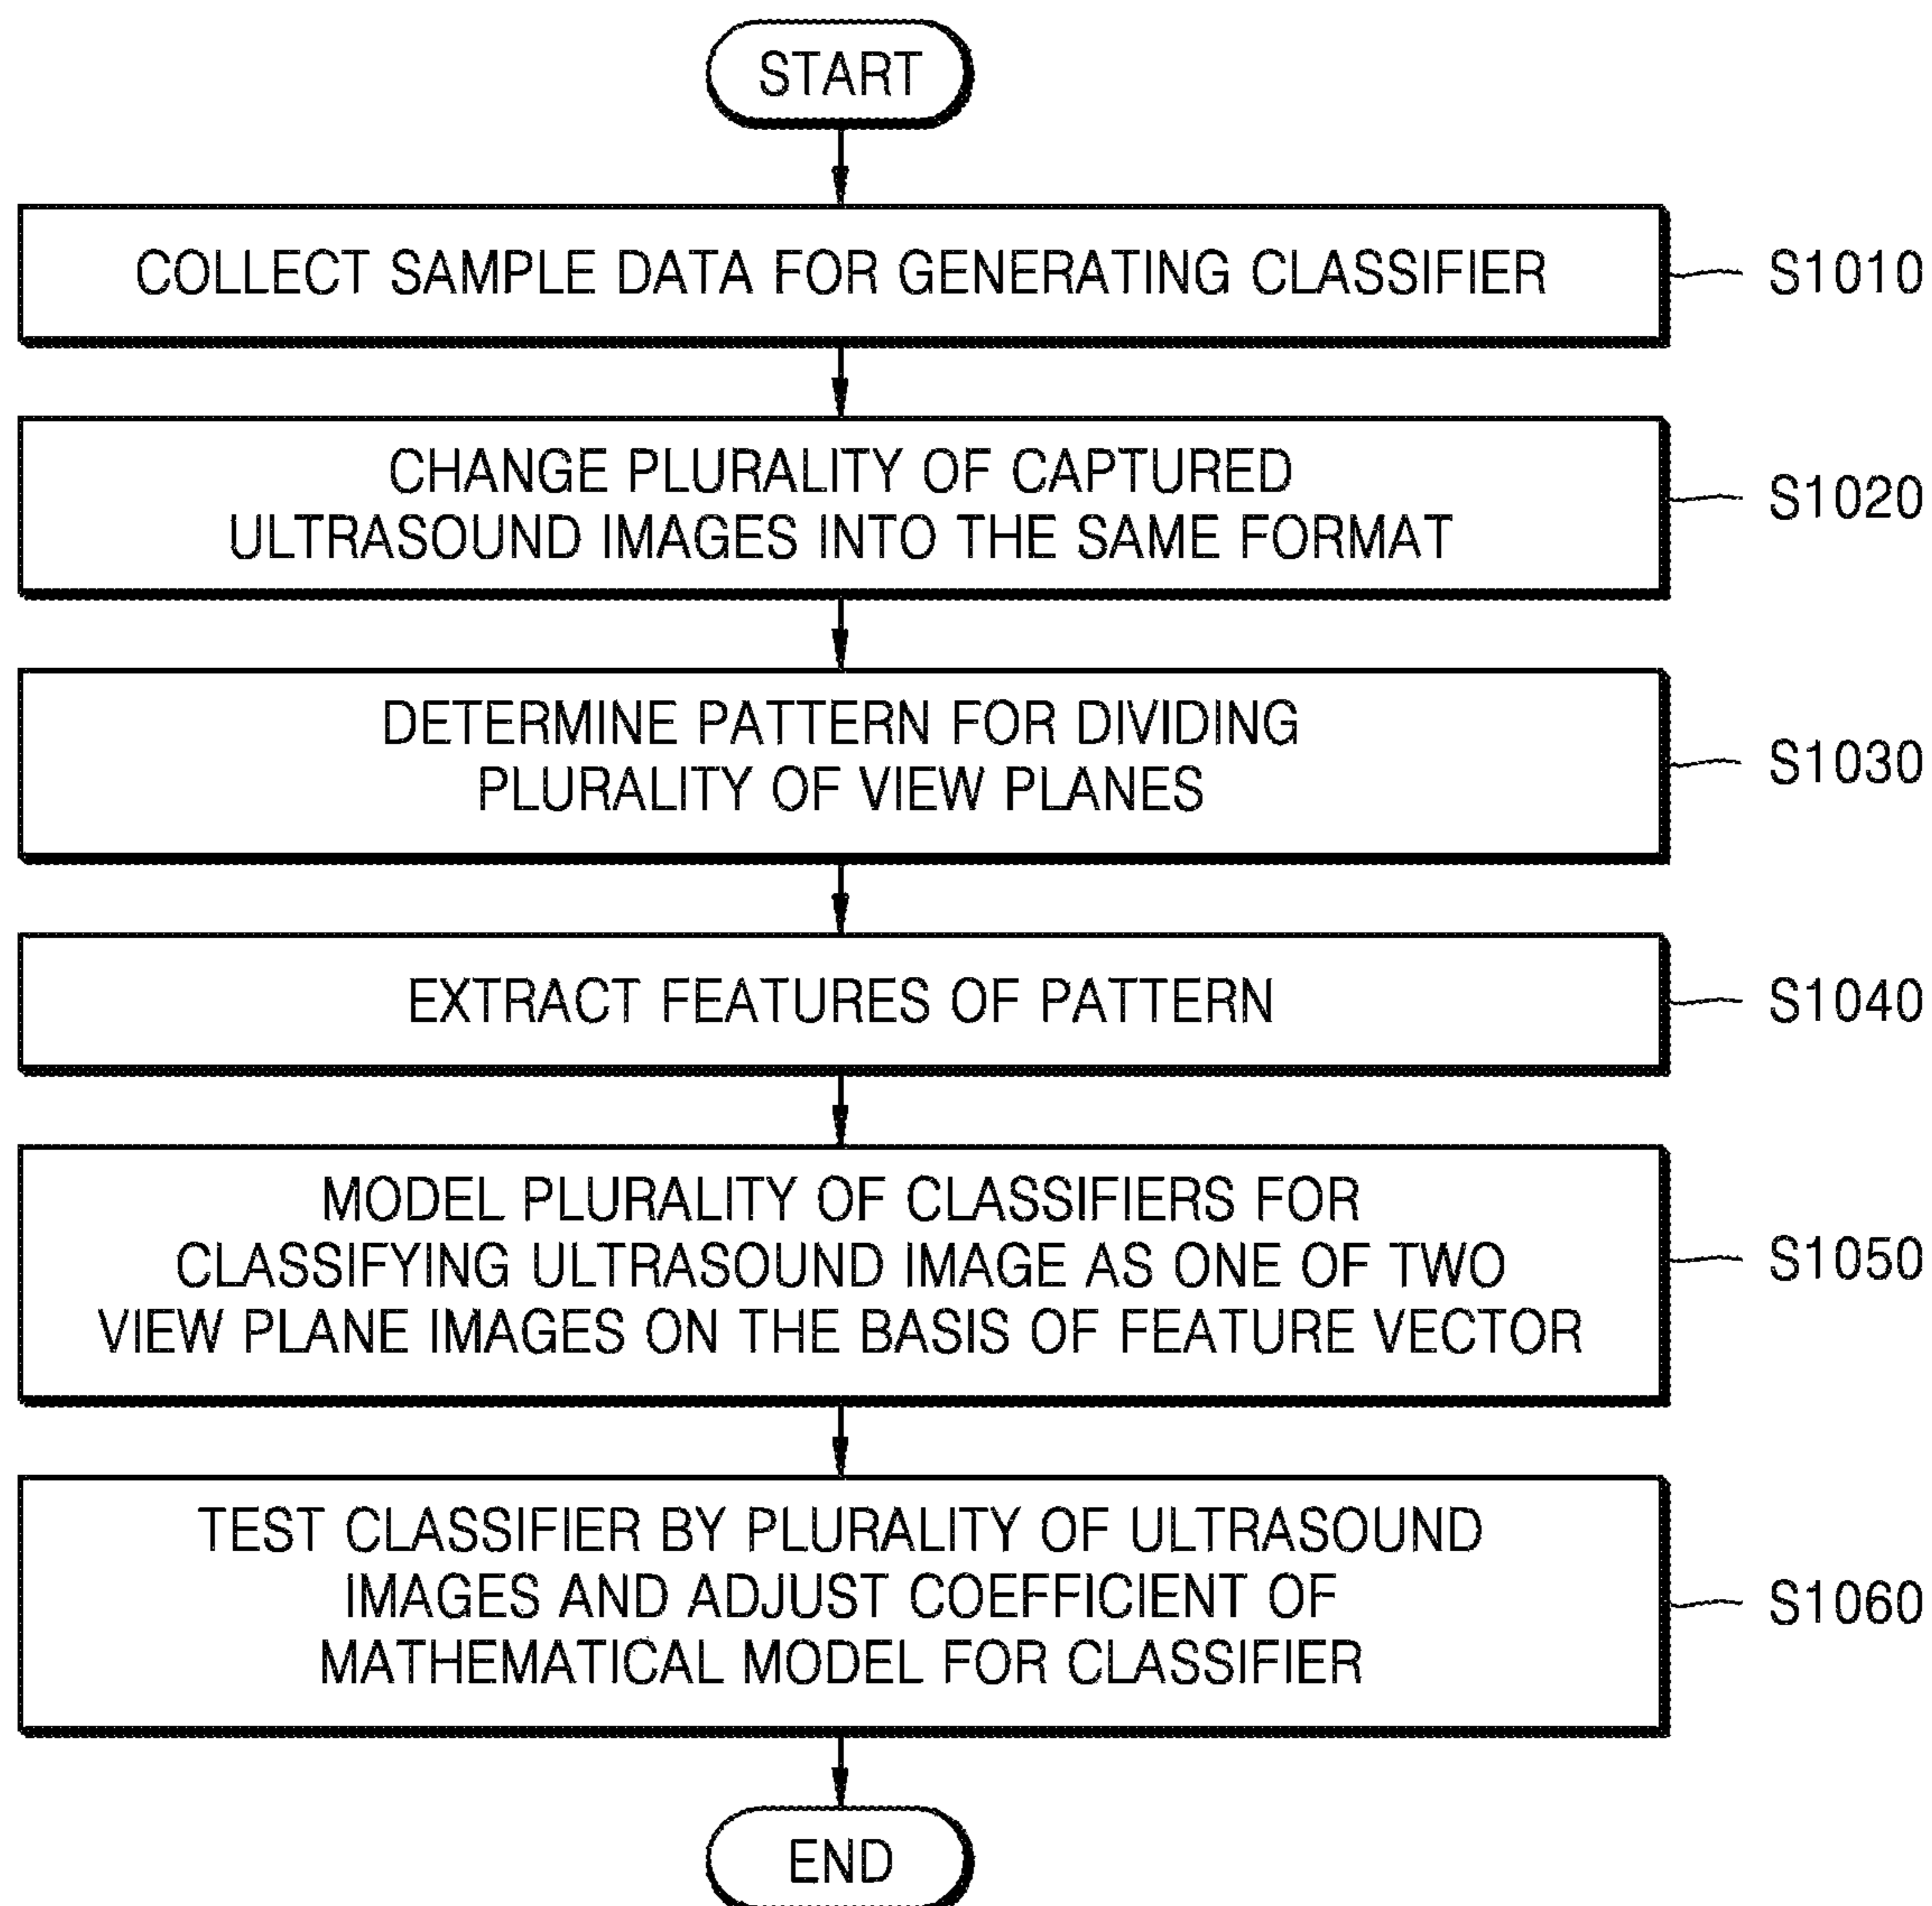 START
COLLECT SAMPLE DATA FOR GENERATING CLASSIFIER
S1010
CHANGE PLURALITY OF CAPTURED
ULTRASOUND IMAGES INTO THE SAME FORMAT
S1020
DETERMINE PATTERN FOR DIVIDING
PLURALITY OF VIEW PLANES
S1030
EXTRACT FEATURES OF PATTERN
S1040
MODEL PLURALITY OF CLASSIFIERS FOR
CLASSIFYING ULTRASOUND IMAGE AS ONE OF TWO
VIEW PLANE IMAGES ON THE BASIS OF FEATURE VECTOR
S1050
TEST CLASSIFIER BY PLURALITY OF ULTRASOUND
IMAGES AND ADJUST COEFFICIENT OF
MATHEMATICAL MODEL FOR CLASSIFIER
S1060
END